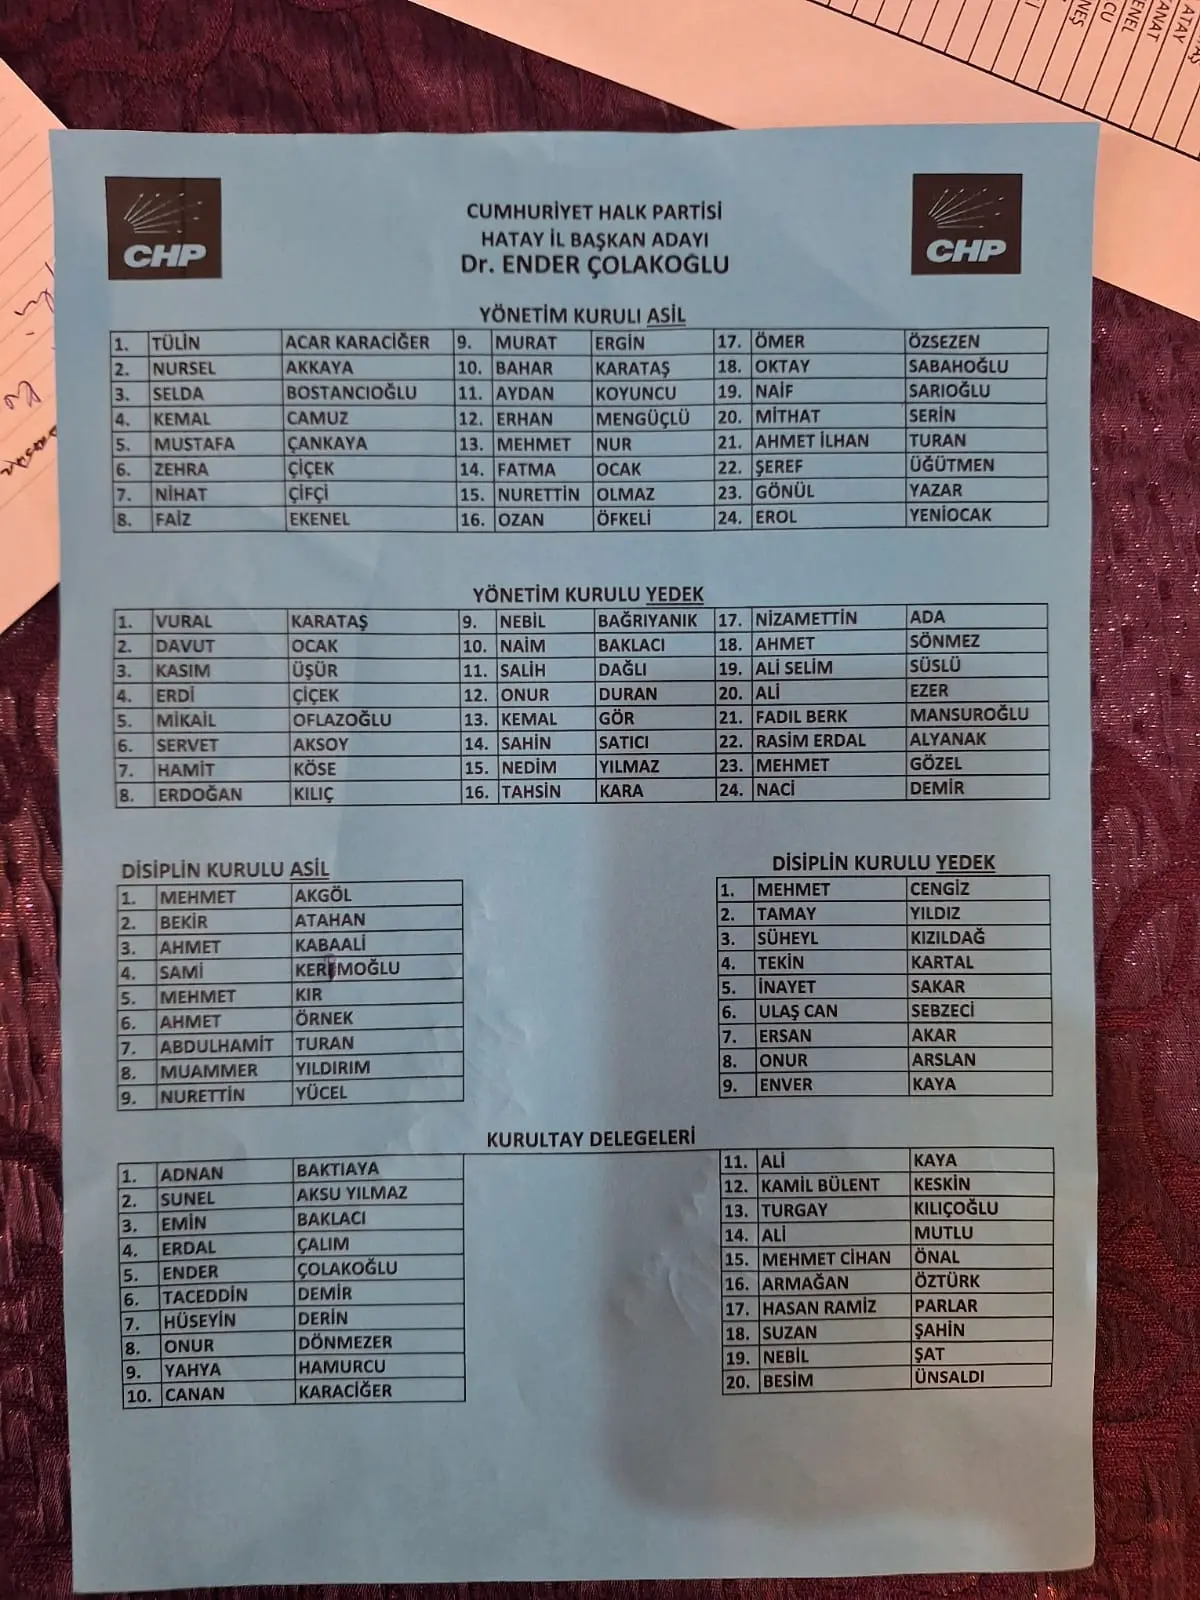 CHP
CHP
CUMHURİYET HALK PARTİSİ
HATAY İL BAŞKAN ADAYI
Dr. ENDER ÇOLAKOĞLU
YÖNETİM KURULI ASİL
1. TÜLİN ACAR KARACİĞER 9. MURAT ERGİN 17. ÖMER ÖZSEZEN
2. NURSEL AKKAYA 10. BAHAR KARATAŞ 18. OKTAY SABAHOĞLU
3. SELDA BOSTANCIOĞLU 11. AYDAN KOYUNCU 19. NAİF SARIOĞLU
4. KEMAL CAMUZ 12. ERHAN MENGÜÇLÜ 20. MİTHAT SERİN
5. MUSTAFA ÇANKAYA 13. MEHMET NUR 21. AHMET İLHAN TURAN
6. ZEHRA ÇİÇEK 14. FATMA OCAK 22. ŞEREF ÜĞÜTMEN
7. NİHAT ÇİFÇİ 15. NURETTİN OLMAZ 23. GÖNÜL YAZAR
8. FAİZ EKENEL 16. OZAN ÖFKELİ 24. EROL YENİOCAK
YÖNETİM KURULU YEDEK
1. VURAL KARATAŞ 9. NEBİL BAĞRIYANIK 17. NİZAMETTİN ADA
2. DAVUT OCAK 10. NAİM BAKLACI 18. AHMET SÖNMEZ
3. KASIM ÜŞÜR 11. SALİH DAĞLI 19. ALİ SELİM SÜSLÜ
4. ERDİ ÇİÇEK 12. ONUR DURAN 20. ALİ EZER
5. MİKAİL OFLAZOĞLU 13. KEMAL GÖR 21. FADIL BERK MANSUROĞLU
6. SERVET AKSOY 14. SAHİN SATICI 22. RASİM ERDAL ALYANAK
7. HAMİT KÖSE 15. NEDİM YILMAZ 23. MEHMET GÖZEL
8. ERDOĞAN KILIÇ 16. TAHSİN KARA 24. NACİ DEMİR
DİSİPLİN KURULU ASİL
1. MEHMET AKGÖL
2. BEKİR ATAHAN
3. AHMET KABAALİ
4. SAMİ KERİMOĞLU
5. MEHMET KIR
6. AHMET ÖRNEK
7. ABDULHAMİT TURAN
8. MUAMMER YILDIRIM
9. NURETTİN YÜCEL
DİSİPLİN KURULU YEDEK
1. MEHMET CENGİZ
2. TAMAY YILDIZ
3. SÜHEYL KIZILDAĞ
4. TEKİN KARTAL
5. İNAYET SAKAR
6. ULAŞ CAN SEBZECİ
7. ERSAN AKAR
8. ONUR ARSLAN
9. ENVER KAYA
KURULTAY DELEGELERİ
1. ADNAN BAKTIAYA
2. SUNEL AKSU YILMAZ
3. EMİN BAKLACI
4. ERDAL ÇALIM
5. ENDER ÇOLAKOĞLU
6. TACEDDİN DEMİR
7. HÜSEYİN DERİN
8. ONUR DÖNMEZER
9. YAHYA HAMURCU
10. CANAN KARACİĞER
11. ALİ KAYA
12. KAMİL BÜLENT KESKİN
13. TURGAY KILIÇOĞLU
14. ALİ MUTLU
15. MEHMET CİHAN ÖNAL
16. ARMAĞAN ÖZTÜRK
17. HASAN RAMİZ PARLAR
18. SUZAN ŞAHİN
19. NEBİL ŞAT
20. BESİM ÜNSALDI